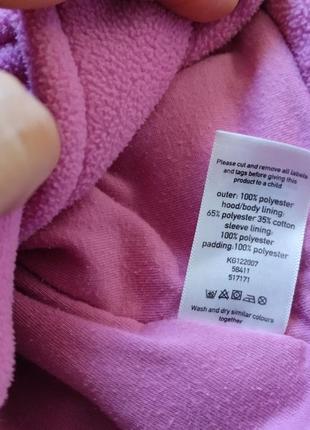 Please cut and remove all labels
and tags before giving this
product to a child
outer: 100% polyester
hood/body lining:
65% polyester 35% cotton
sleeve lining:
100% polyester
padding:100% polyester
KG122007
58411
517171
Wash and dry similar colours
together